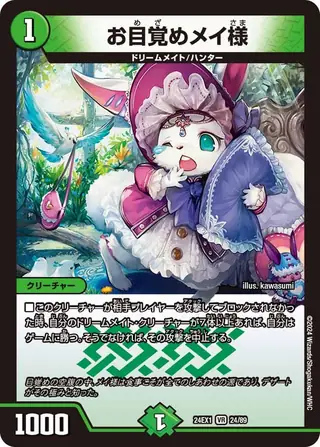 1
お目覚めメイ様
ドリームメイト/ハンター
illus. kawasumi
クリーチャー
■このクリーチャーが相手プレイヤーを攻撃してブロックされなかっ
た時、自分のドリームメイト・クリーチャーが7体以上あれば、自分は
ゲームに勝つ。そうでなければ、その攻撃を中止する。
目覚めの空腹の中、メイ様は食事こそが全てのしあわせの源であり、デザート
がその極みと知った。
1000
1
24EX1 VR 24/89
©2024 Wizards/Shogakukan/WHC